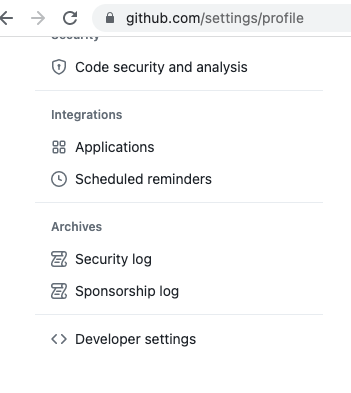 github.com/settings/profile
Security
Code security and analysis
Integrations
Applications
Scheduled reminders
Archives
Security log
Sponsorship log
Developer settings